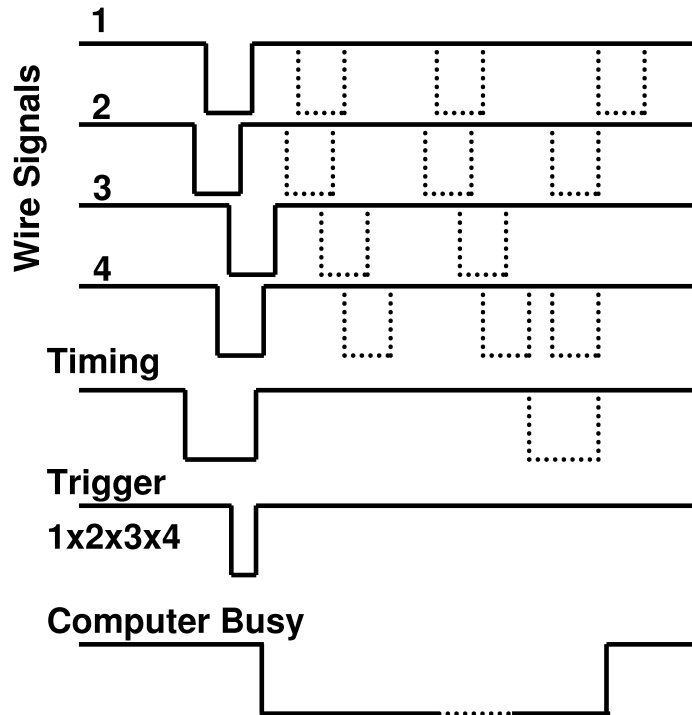 1
Wire Signals
2
3
4
Timing
Trigger
1x2x3x4
Computer Busy